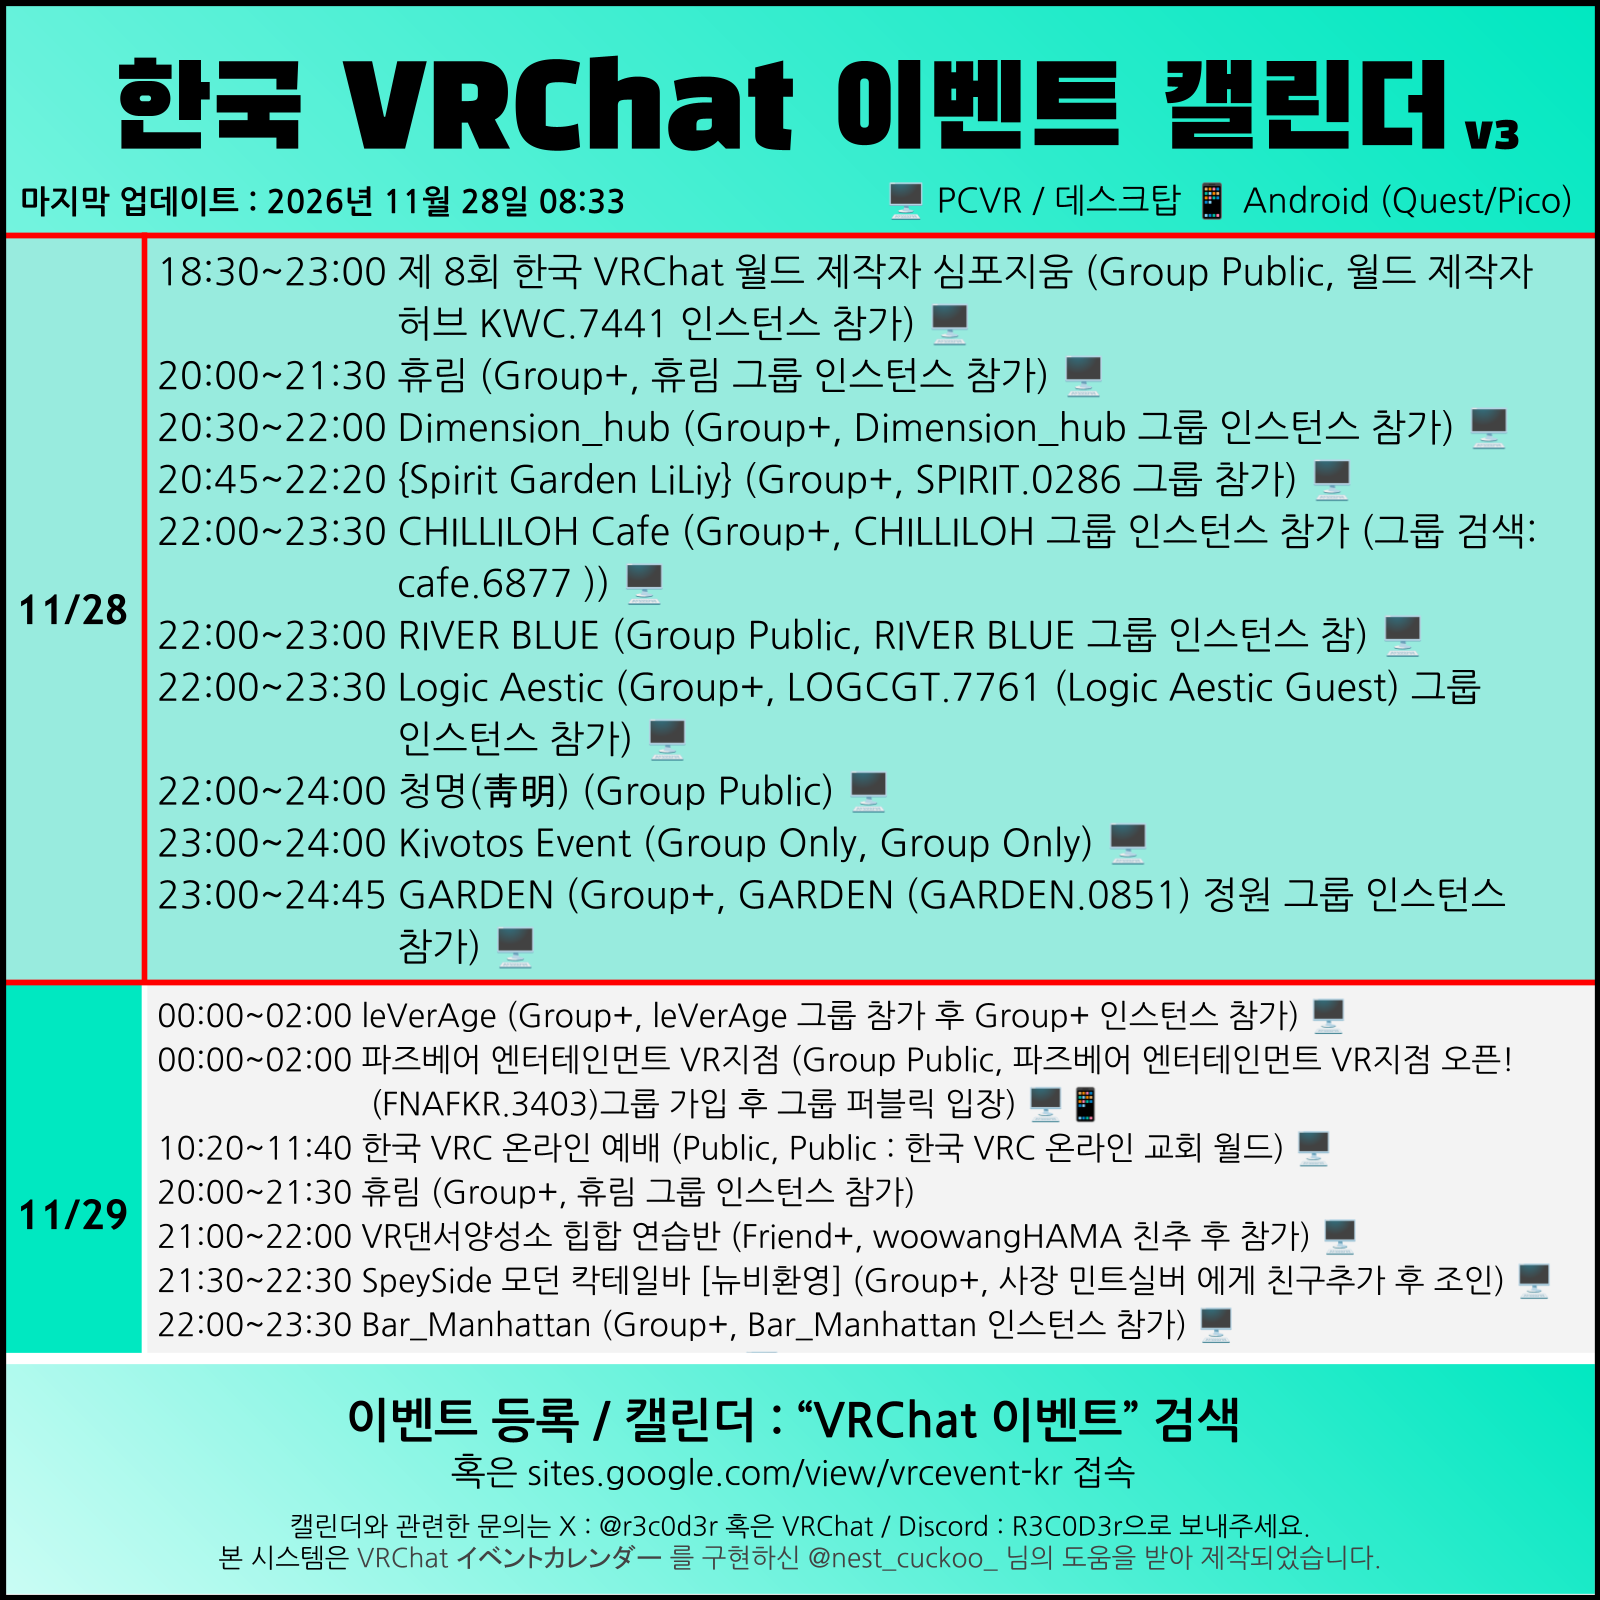 한국 VRChat 이벤트 캘린더 v3
마지막 업데이트 : 2026년 11월 28일 08:33
🖥️ PCVR / 데스크탑 📱 Android (Quest/Pico)
11/28
18:30~23:00 제 8회 한국 VRChat 월드 제작자 심포지움 (Group Public, 월드 제작자
허브 KWC.7441 인스턴스 참가) 🖥️
20:00~21:30 휴림 (Group+, 휴림 그룹 인스턴스 참가) 🖥️
20:30~22:00 Dimension_hub (Group+, Dimension_hub 그룹 인스턴스 참가) 🖥️
20:45~22:20 {Spirit Garden LiLiy} (Group+, SPIRIT.0286 그룹 참가) 🖥️
22:00~23:30 CHILLILOH Cafe (Group+, CHILLILOH 그룹 인스턴스 참가 (그룹 검색:
cafe.6877 )) 🖥️
22:00~23:00 RIVER BLUE (Group Public, RIVER BLUE 그룹 인스턴스 참) 🖥️
22:00~23:30 Logic Aestic (Group+, LOGCGT.7761 (Logic Aestic Guest) 그룹
인스턴스 참가) 🖥️
22:00~24:00 청명(靑明) (Group Public) 🖥️
23:00~24:00 Kivotos Event (Group Only, Group Only) 🖥️
23:00~24:45 GARDEN (Group+, GARDEN (GARDEN.0851) 정원 그룹 인스턴스
참가) 🖥️
11/29
00:00~02:00 leVerAge (Group+, leVerAge 그룹 참가 후 Group+ 인스턴스 참가) 🖥️
00:00~02:00 파즈베어 엔터테인먼트 VR지점 (Group Public, 파즈베어 엔터테인먼트 VR지점 오픈!
(FNAFKR.3403)그룹 가입 후 그룹 퍼블릭 입장) 🖥️📱
10:20~11:40 한국 VRC 온라인 예배 (Public, Public : 한국 VRC 온라인 교회 월드) 🖥️
20:00~21:30 휴림 (Group+, 휴림 그룹 인스턴스 참가)
21:00~22:00 VR댄서양성소 힙합 연습반 (Friend+, woowangHAMA 친추 후 참가) 🖥️
21:30~22:30 SpeySide 모던 칵테일바 [뉴비환영] (Group+, 사장 민트실버 에게 친구추가 후 조인) 🖥️
22:00~23:30 Bar_Manhattan (Group+, Bar_Manhattan 인스턴스 참가) 🖥️
이벤트 등록 / 캘린더 : “VRChat 이벤트” 검색
혹은 sites.google.com/view/vrcevent-kr 접속
캘린더와 관련한 문의는 X : @r3c0d3r 혹은 VRChat / Discord : R3C0D3r으로 보내주세요.
본 시스템은 VRChat イベントカレンダー 를 구현하신 @nest_cuckoo_ 님의 도움을 받아 제작되었습니다.